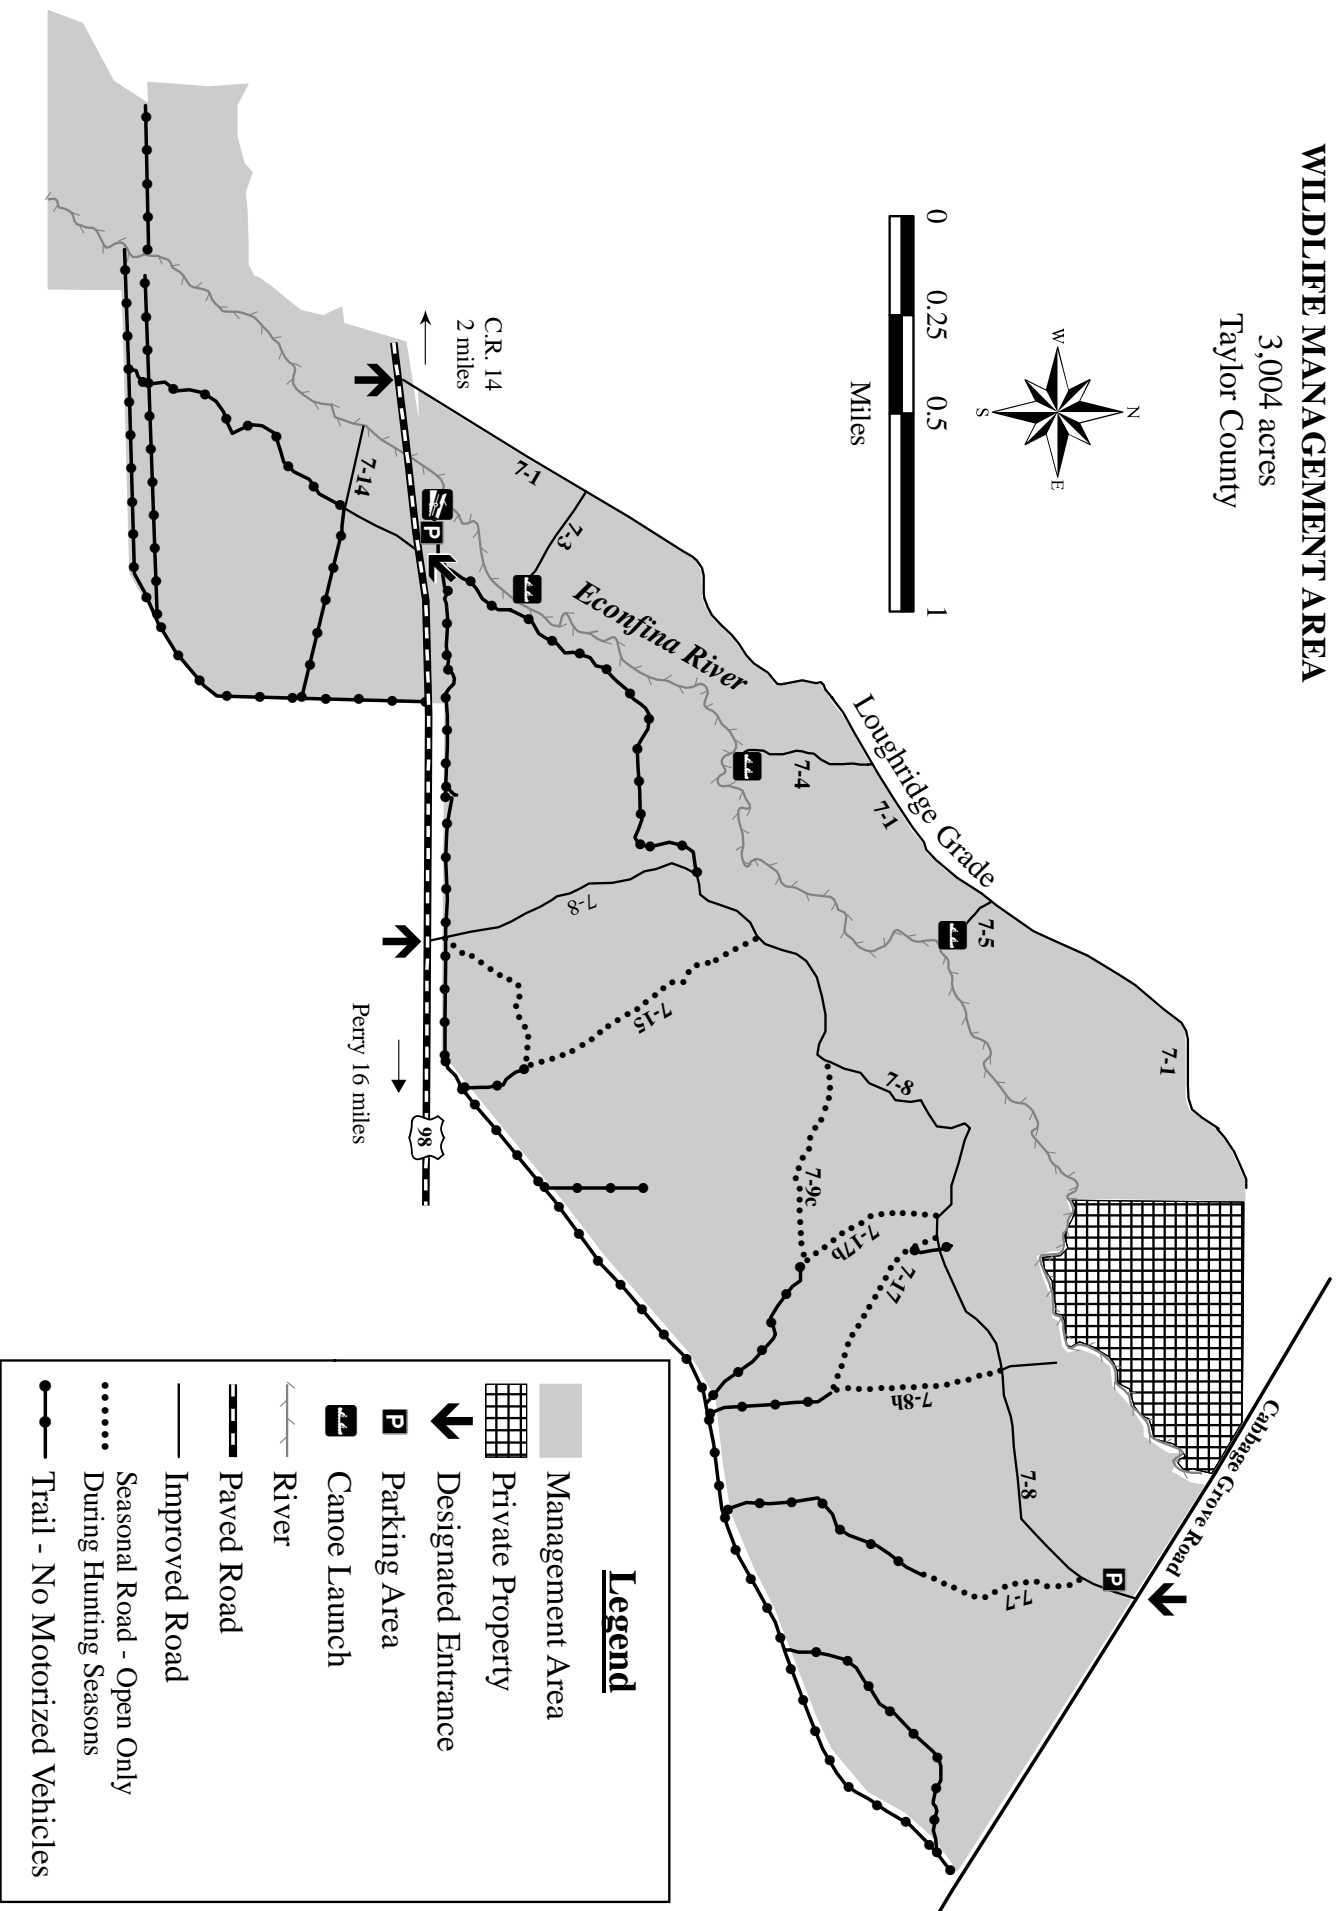 WILDLIFE MANAGEMENT AREA
3,004 acres
Taylor County
N
W
E
S
0
0.25
0.5
1
Miles
C.R. 14
2 miles
7-1
7-3
7-14
P
Econfina River
Loughridge Grade
7-4
7-1
7-5
7-1
7-8
7-15
7-8
7-9c
7-17b
7-17
7-8h
7-8
7-7
P
Cabbage Grove Road
Perry 16 miles
98
Legend
Management Area
Private Property
Designated Entrance
P
Parking Area
Canoe Launch
River
Paved Road
Improved Road
Seasonal Road - Open Only
During Hunting Seasons
Trail - No Motorized Vehicles